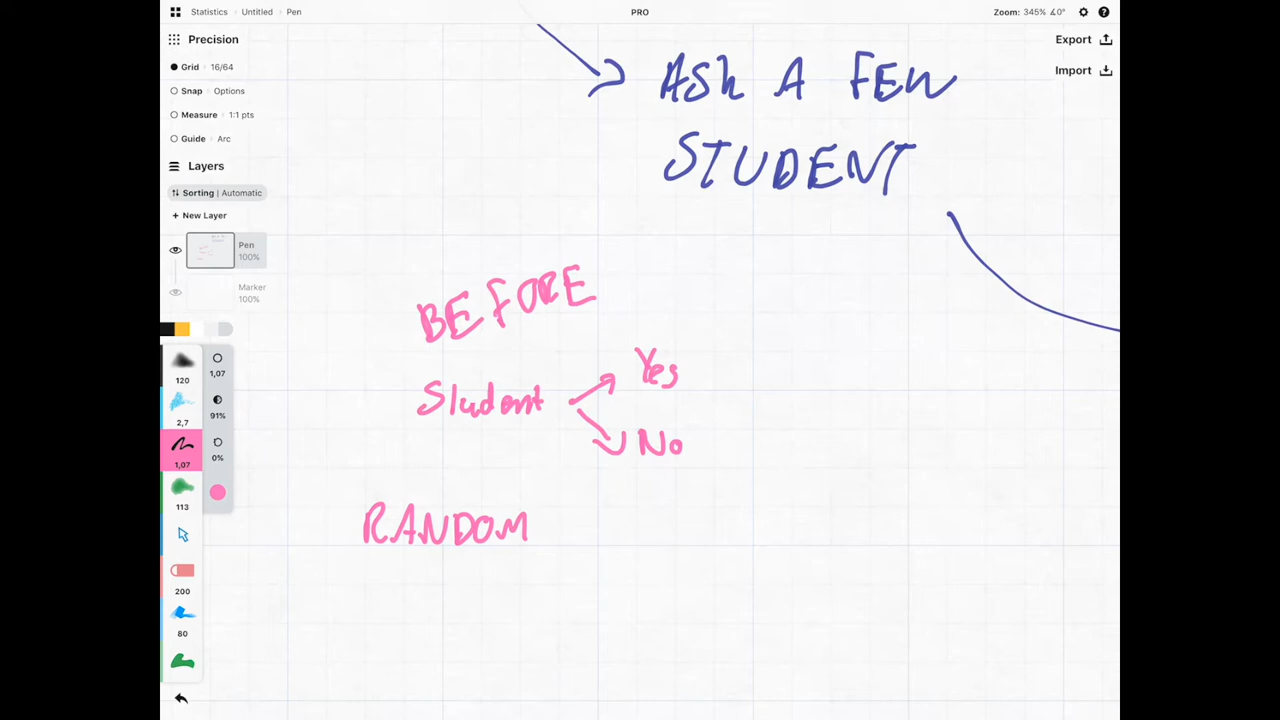 Statistics › Untitled › Pen
PRO
Zoom: 345% ∡0°
Precision
Export
Grid › 16/64
Import
Snap › Options
Measure › 1:1 pts
Guide › Arc
Layers
Sorting | Automatic
+ New Layer
Pen
100%
Marker
100%
120
2,7
1,07
113
200
80
1,07
91%
0%
ASk A FEW
STUDENT
BEFORE
Student
Yes
No
RANDOM